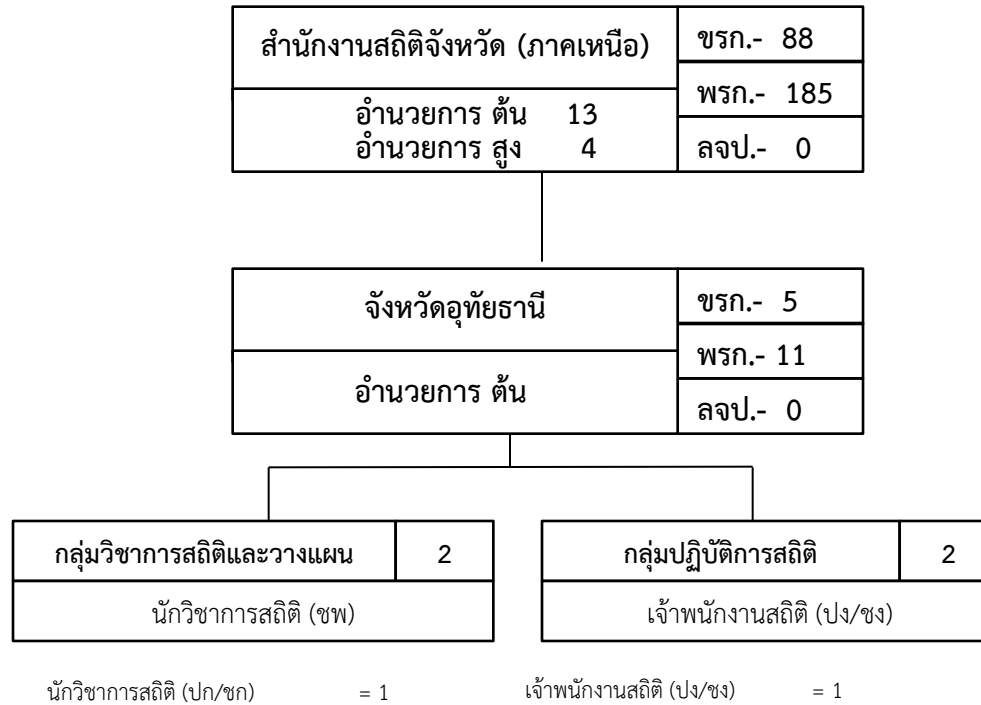 สำนักงานสถิติจังหวัด (ภาคเหนือ)
ขรก.- 88
พรก.- 185
อำนวยการ ต้น 13
อำนวยการ สูง 4
ลจป.- 0
จังหวัดอุทัยธานี
ขรก.- 5
พรก.- 11
อำนวยการ ต้น
ลจป.- 0
กลุ่มวิชาการสถิติและวางแผน 2
นักวิชาการสถิติ (ชพ)
กลุ่มปฏิบัติการสถิติ 2
เจ้าพนักงานสถิติ (ปง/ชง)
นักวิชาการสถิติ (ปก/ชก) = 1
เจ้าพนักงานสถิติ (ปง/ชง) = 1